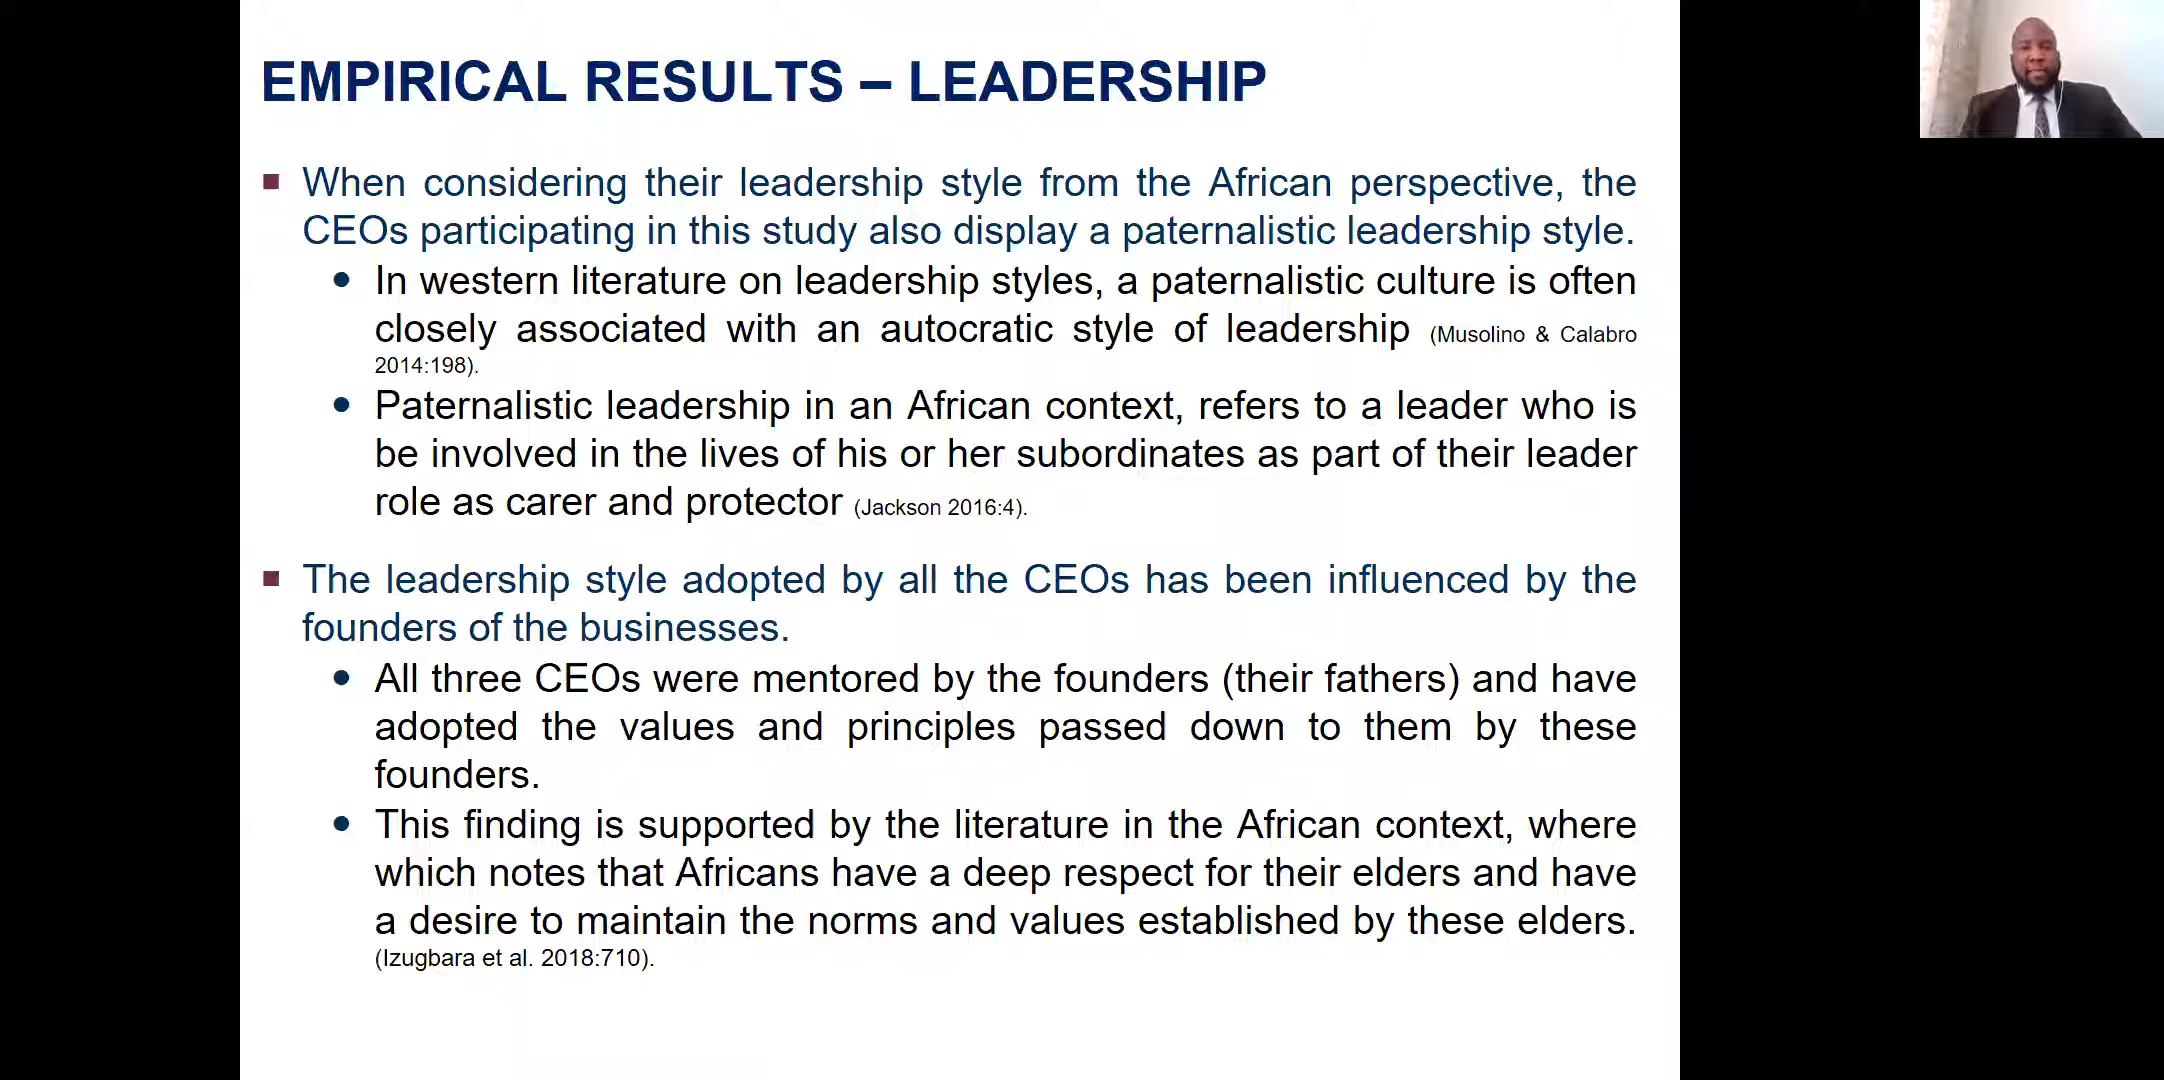 EMPIRICAL RESULTS – LEADERSHIP
When considering their leadership style from the African perspective, the
CEOs participating in this study also display a paternalistic leadership style.
In western literature on leadership styles, a paternalistic culture is often
closely associated with an autocratic style of leadership (Musolino & Calabro
2014:198).
Paternalistic leadership in an African context, refers to a leader who is
be involved in the lives of his or her subordinates as part of their leader
role as carer and protector (Jackson 2016:4).
The leadership style adopted by all the CEOs has been influenced by the
founders of the businesses.
All three CEOs were mentored by the founders (their fathers) and have
adopted the values and principles passed down to them by these
founders.
This finding is supported by the literature in the African context, where
which notes that Africans have a deep respect for their elders and have
a desire to maintain the norms and values established by these elders.
(Izugbara et al. 2018:710).